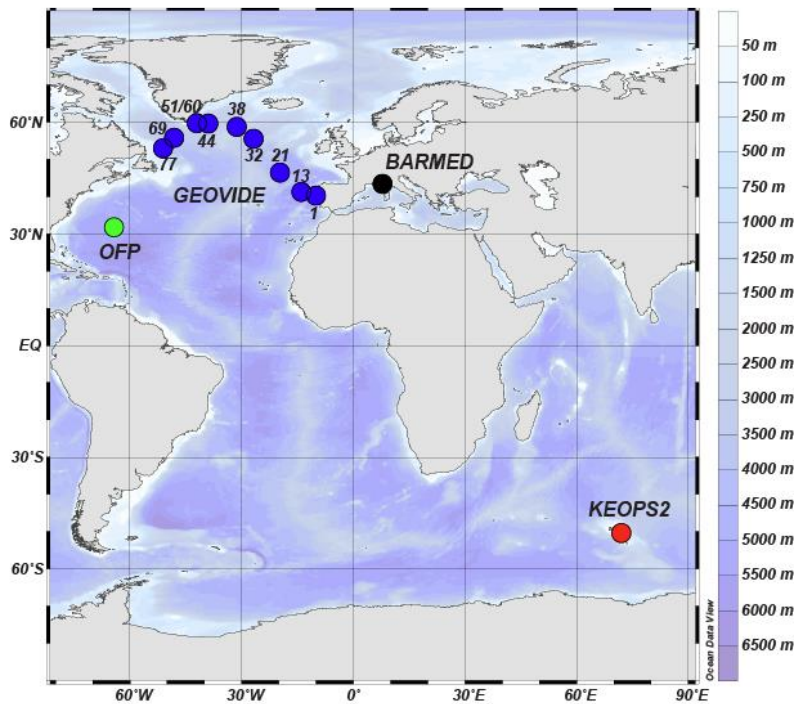 51/60
38
69
44
32
77
21
13
1
GEOVIDE
BARMED
OFP
KEOPS2
60°N
30°N
EQ
30°S
60°S
60°W
30°W
0°
30°E
60°E
90°E
50 m
100 m
250 m
500 m
750 m
1000 m
1250 m
1500 m
2000 m
2500 m
3000 m
3500 m
4000 m
4500 m
5000 m
5500 m
6000 m
6500 m
Ocean Data View